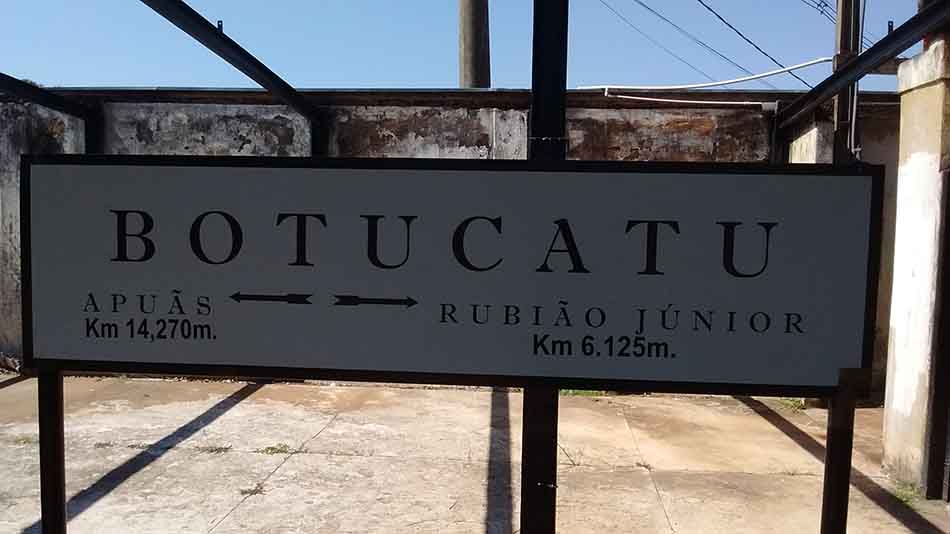 BOTUCATU
APUÃS RUBIÃO JÚNIOR
Km 14,270m. Km 6.125m.